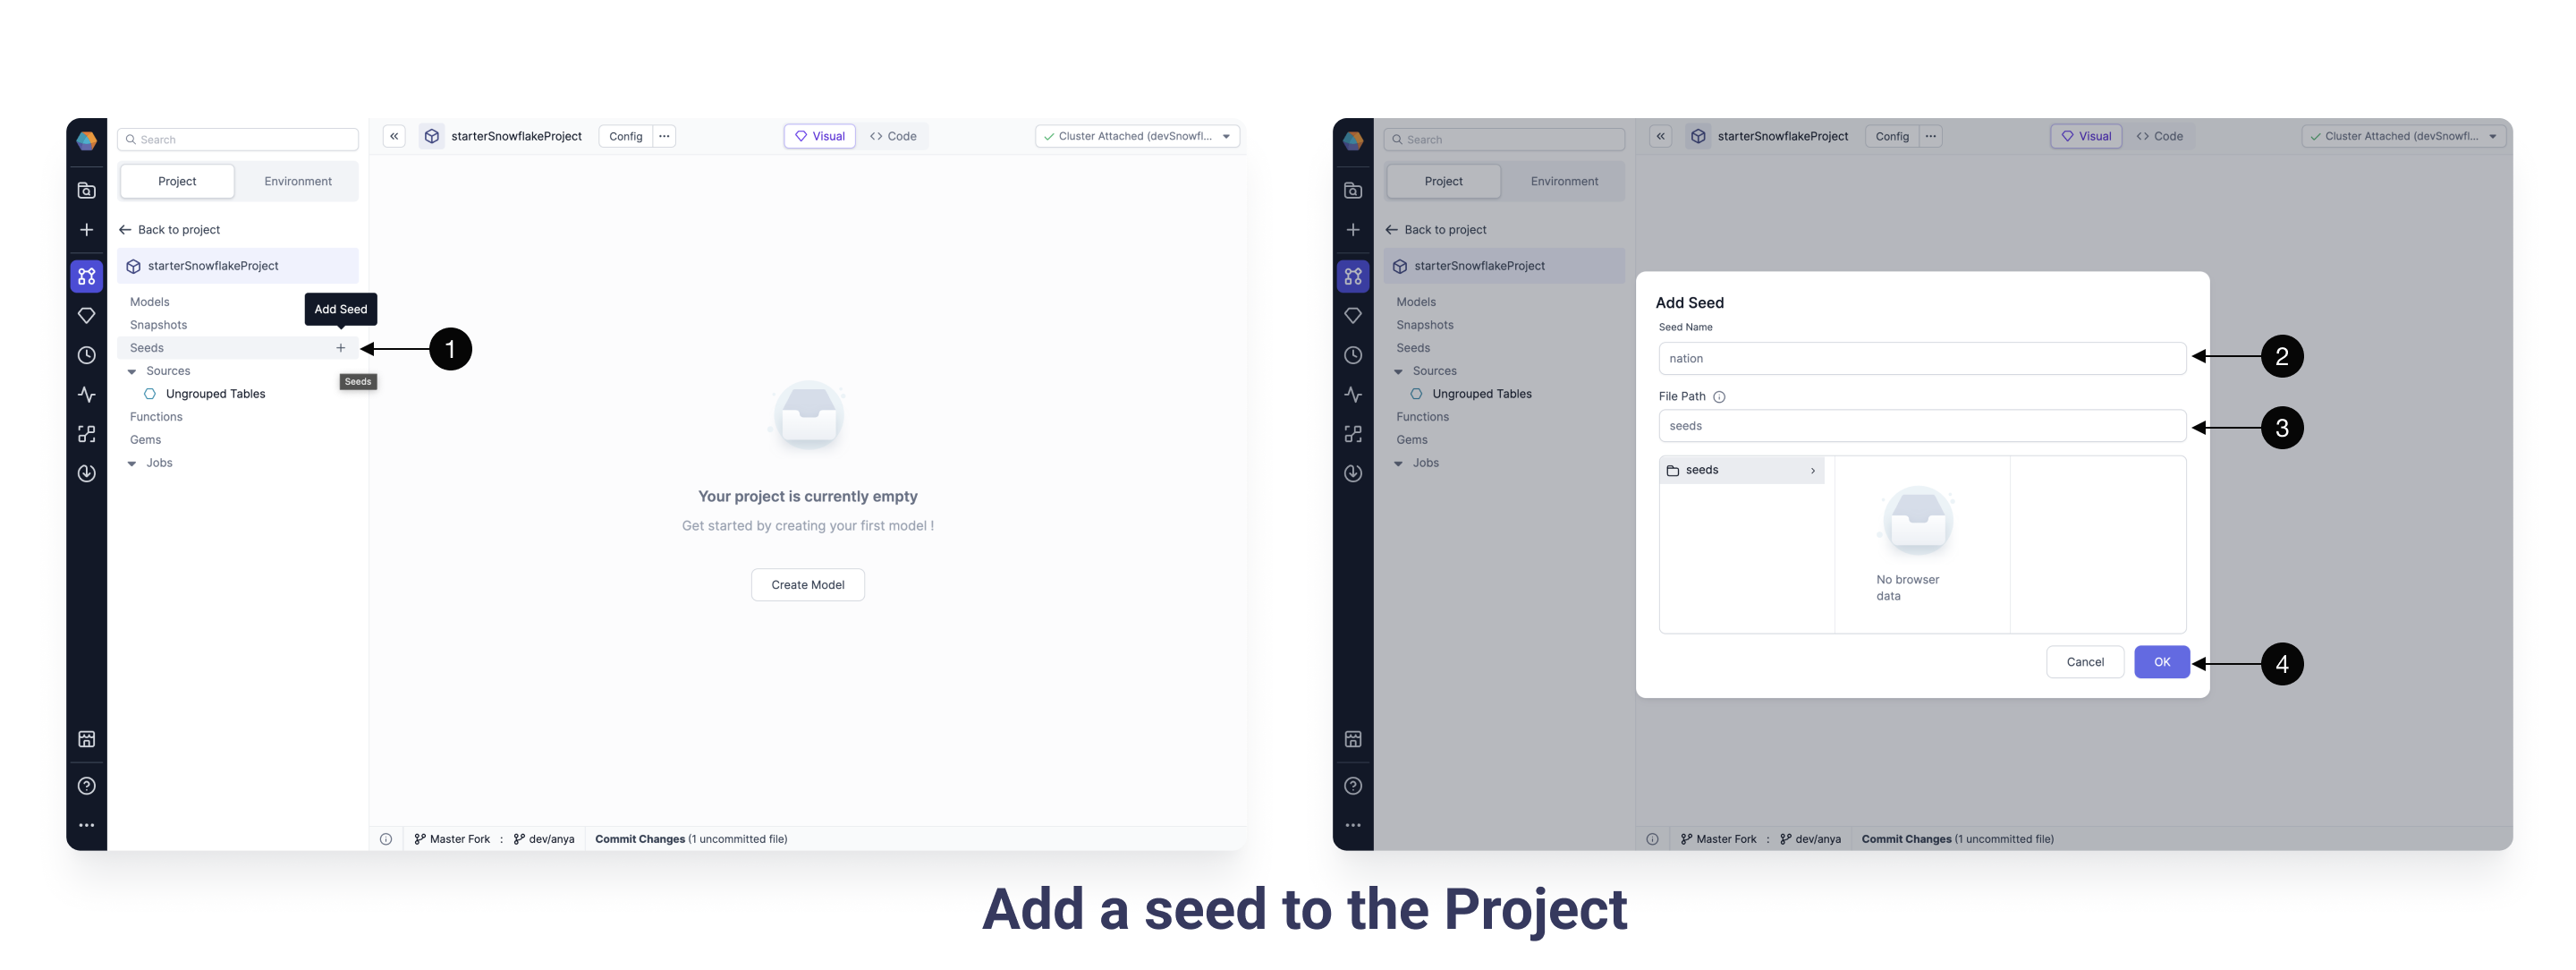 Search
Project
Environment
Back to project
starterSnowflakeProject
Models
Add Seed
Snapshots
Seeds
1
Sources
Seeds
Ungrouped Tables
Functions
Gems
Jobs
starterSnowflakeProject
Config
Visual
Code
Cluster Attached (devSnowfl...
Your project is currently empty
Get started by creating your first model !
Create Model
Master Fork : dev/anya
Commit Changes (1 uncommitted file)
Search
Project
Environment
Back to project
starterSnowflakeProject
Models
Snapshots
Seeds
Sources
Ungrouped Tables
Functions
Gems
Jobs
starterSnowflakeProject
Config
Visual
Code
Cluster Attached (devSnowfl...
Add Seed
Seed Name
nation
2
File Path
seeds
3
seeds
No browser
data
Cancel
OK
4
Master Fork : dev/anya
Commit Changes (1 uncommitted file)
Add a seed to the Project